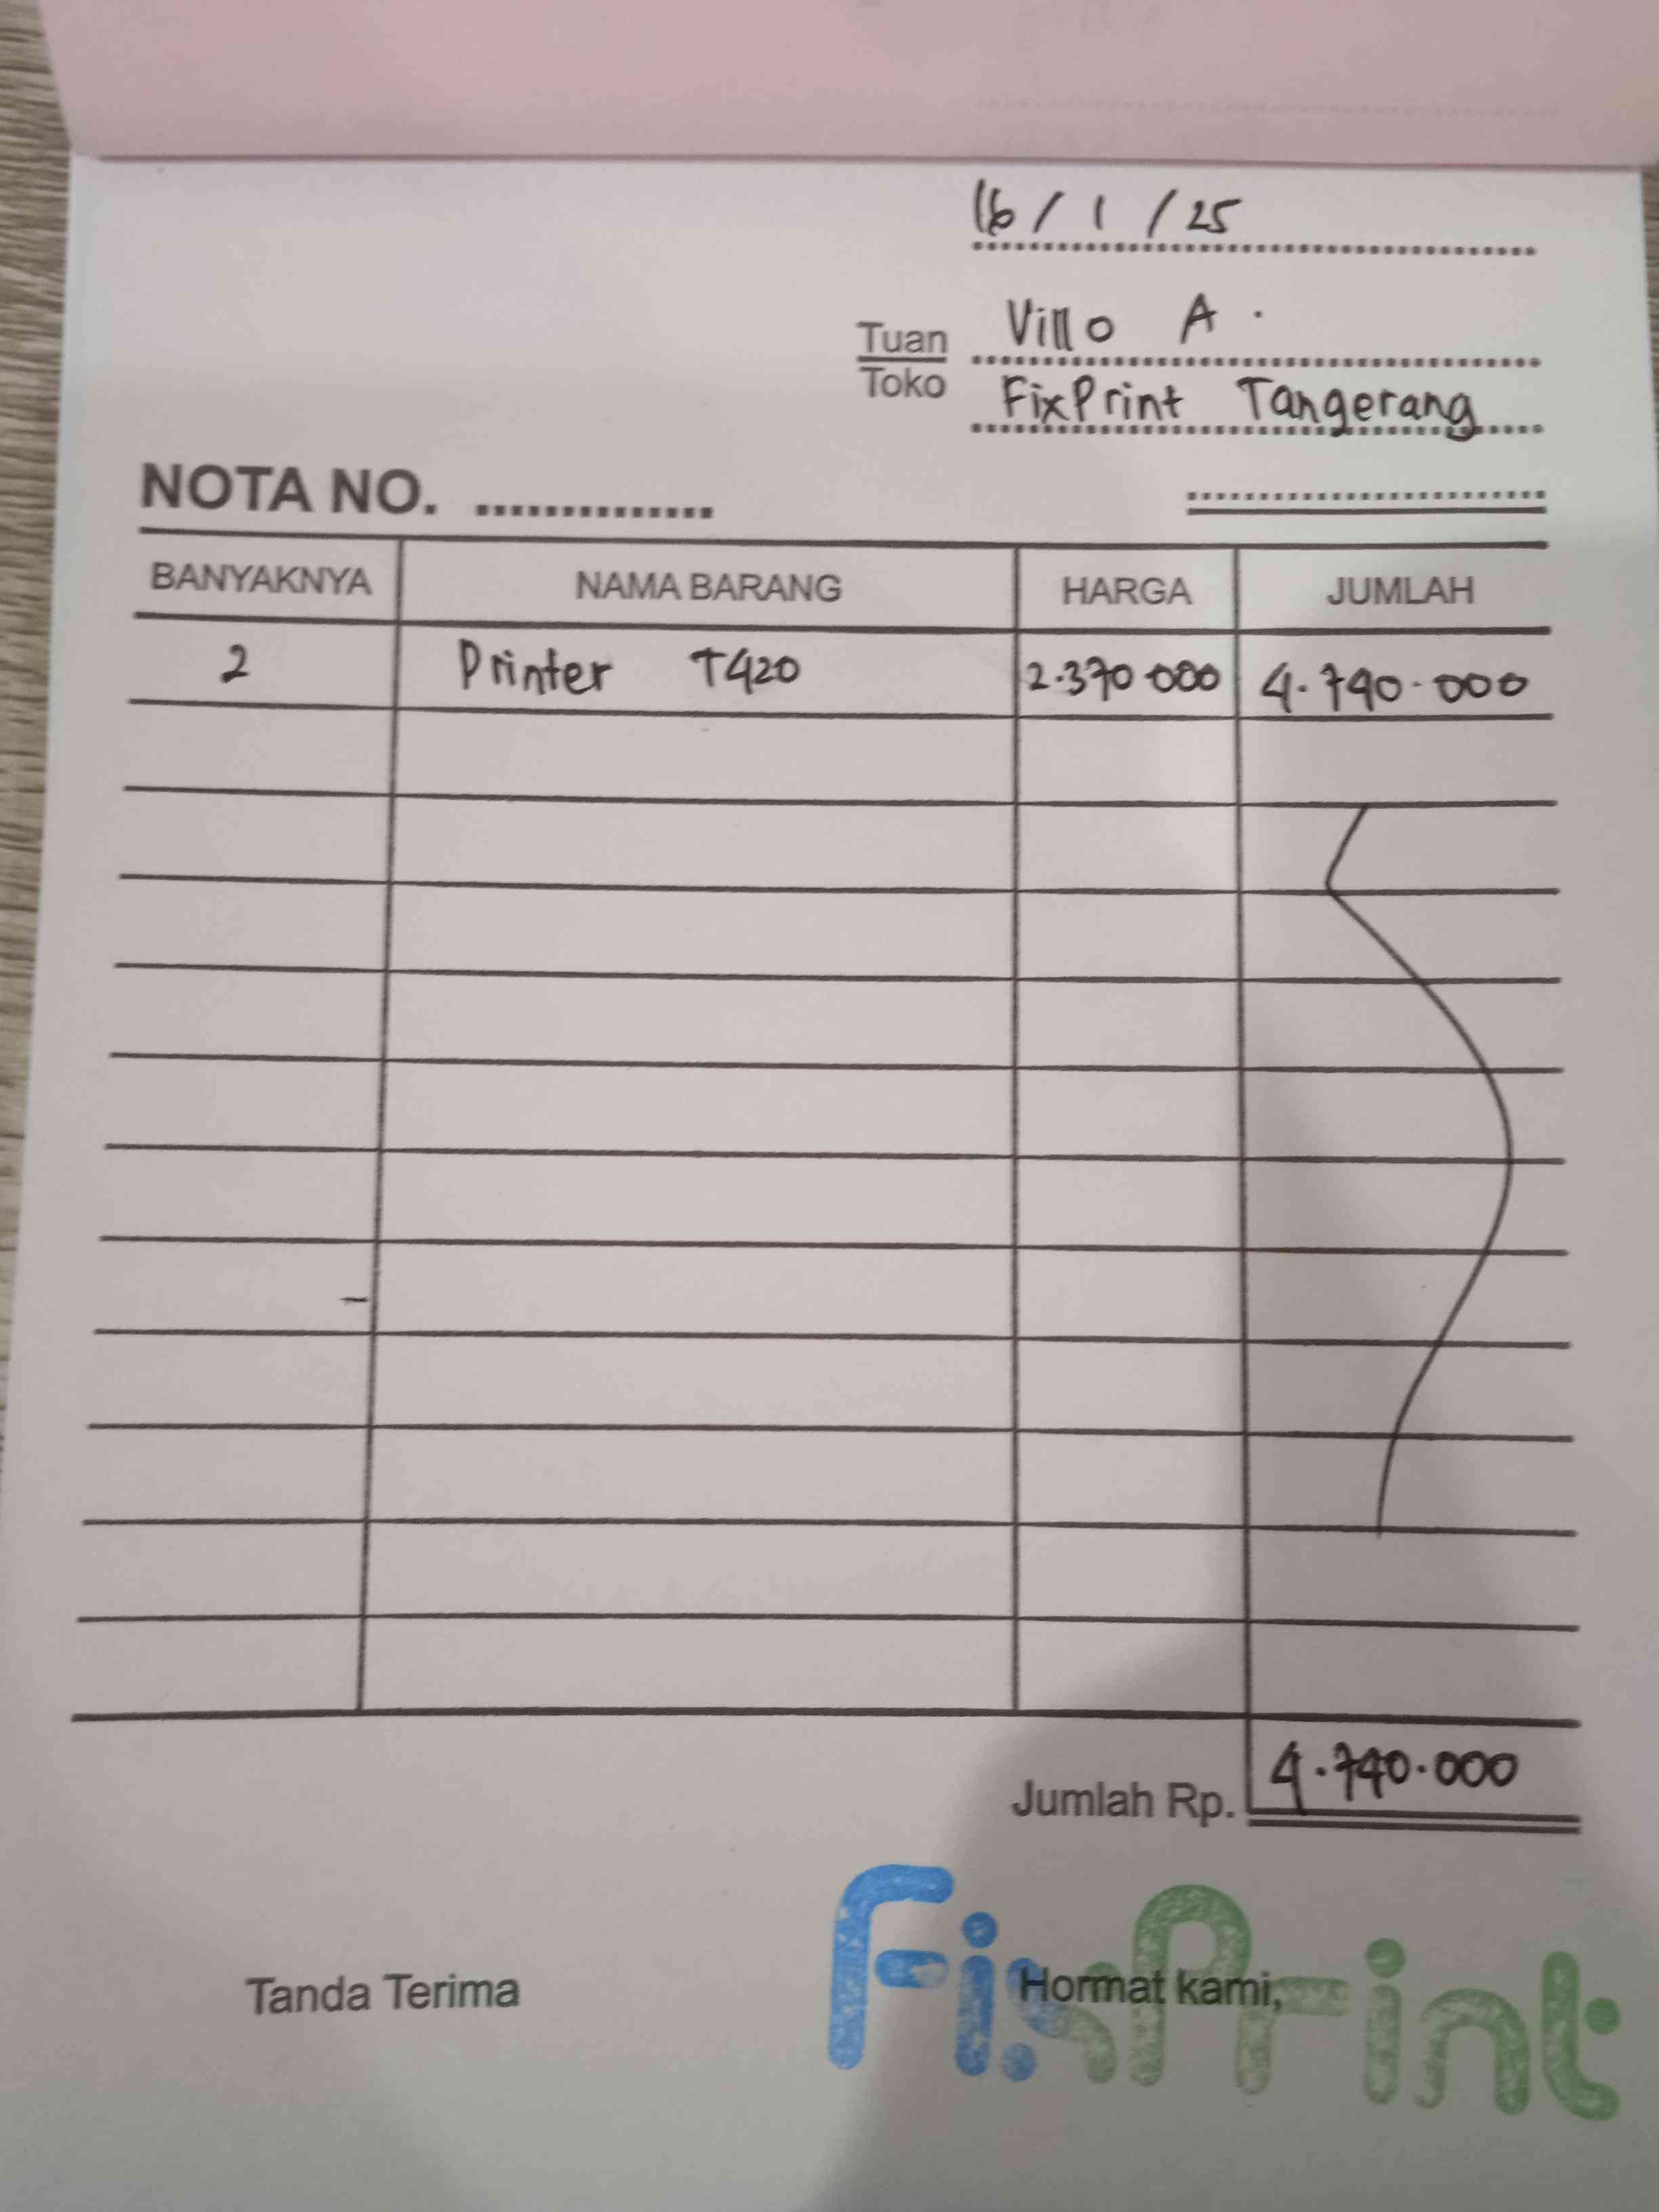 16 / 1 / 25
Tuan Villo A.
Toko FixPrint Tangerang
NOTA NO. ..............
BANYAKNYA NAMA BARANG HARGA JUMLAH
2 Printer T420 2.370.000 4.740.000
Jumlah Rp. 4.740.000
Tanda Terima Hormat kami,
FixPrint